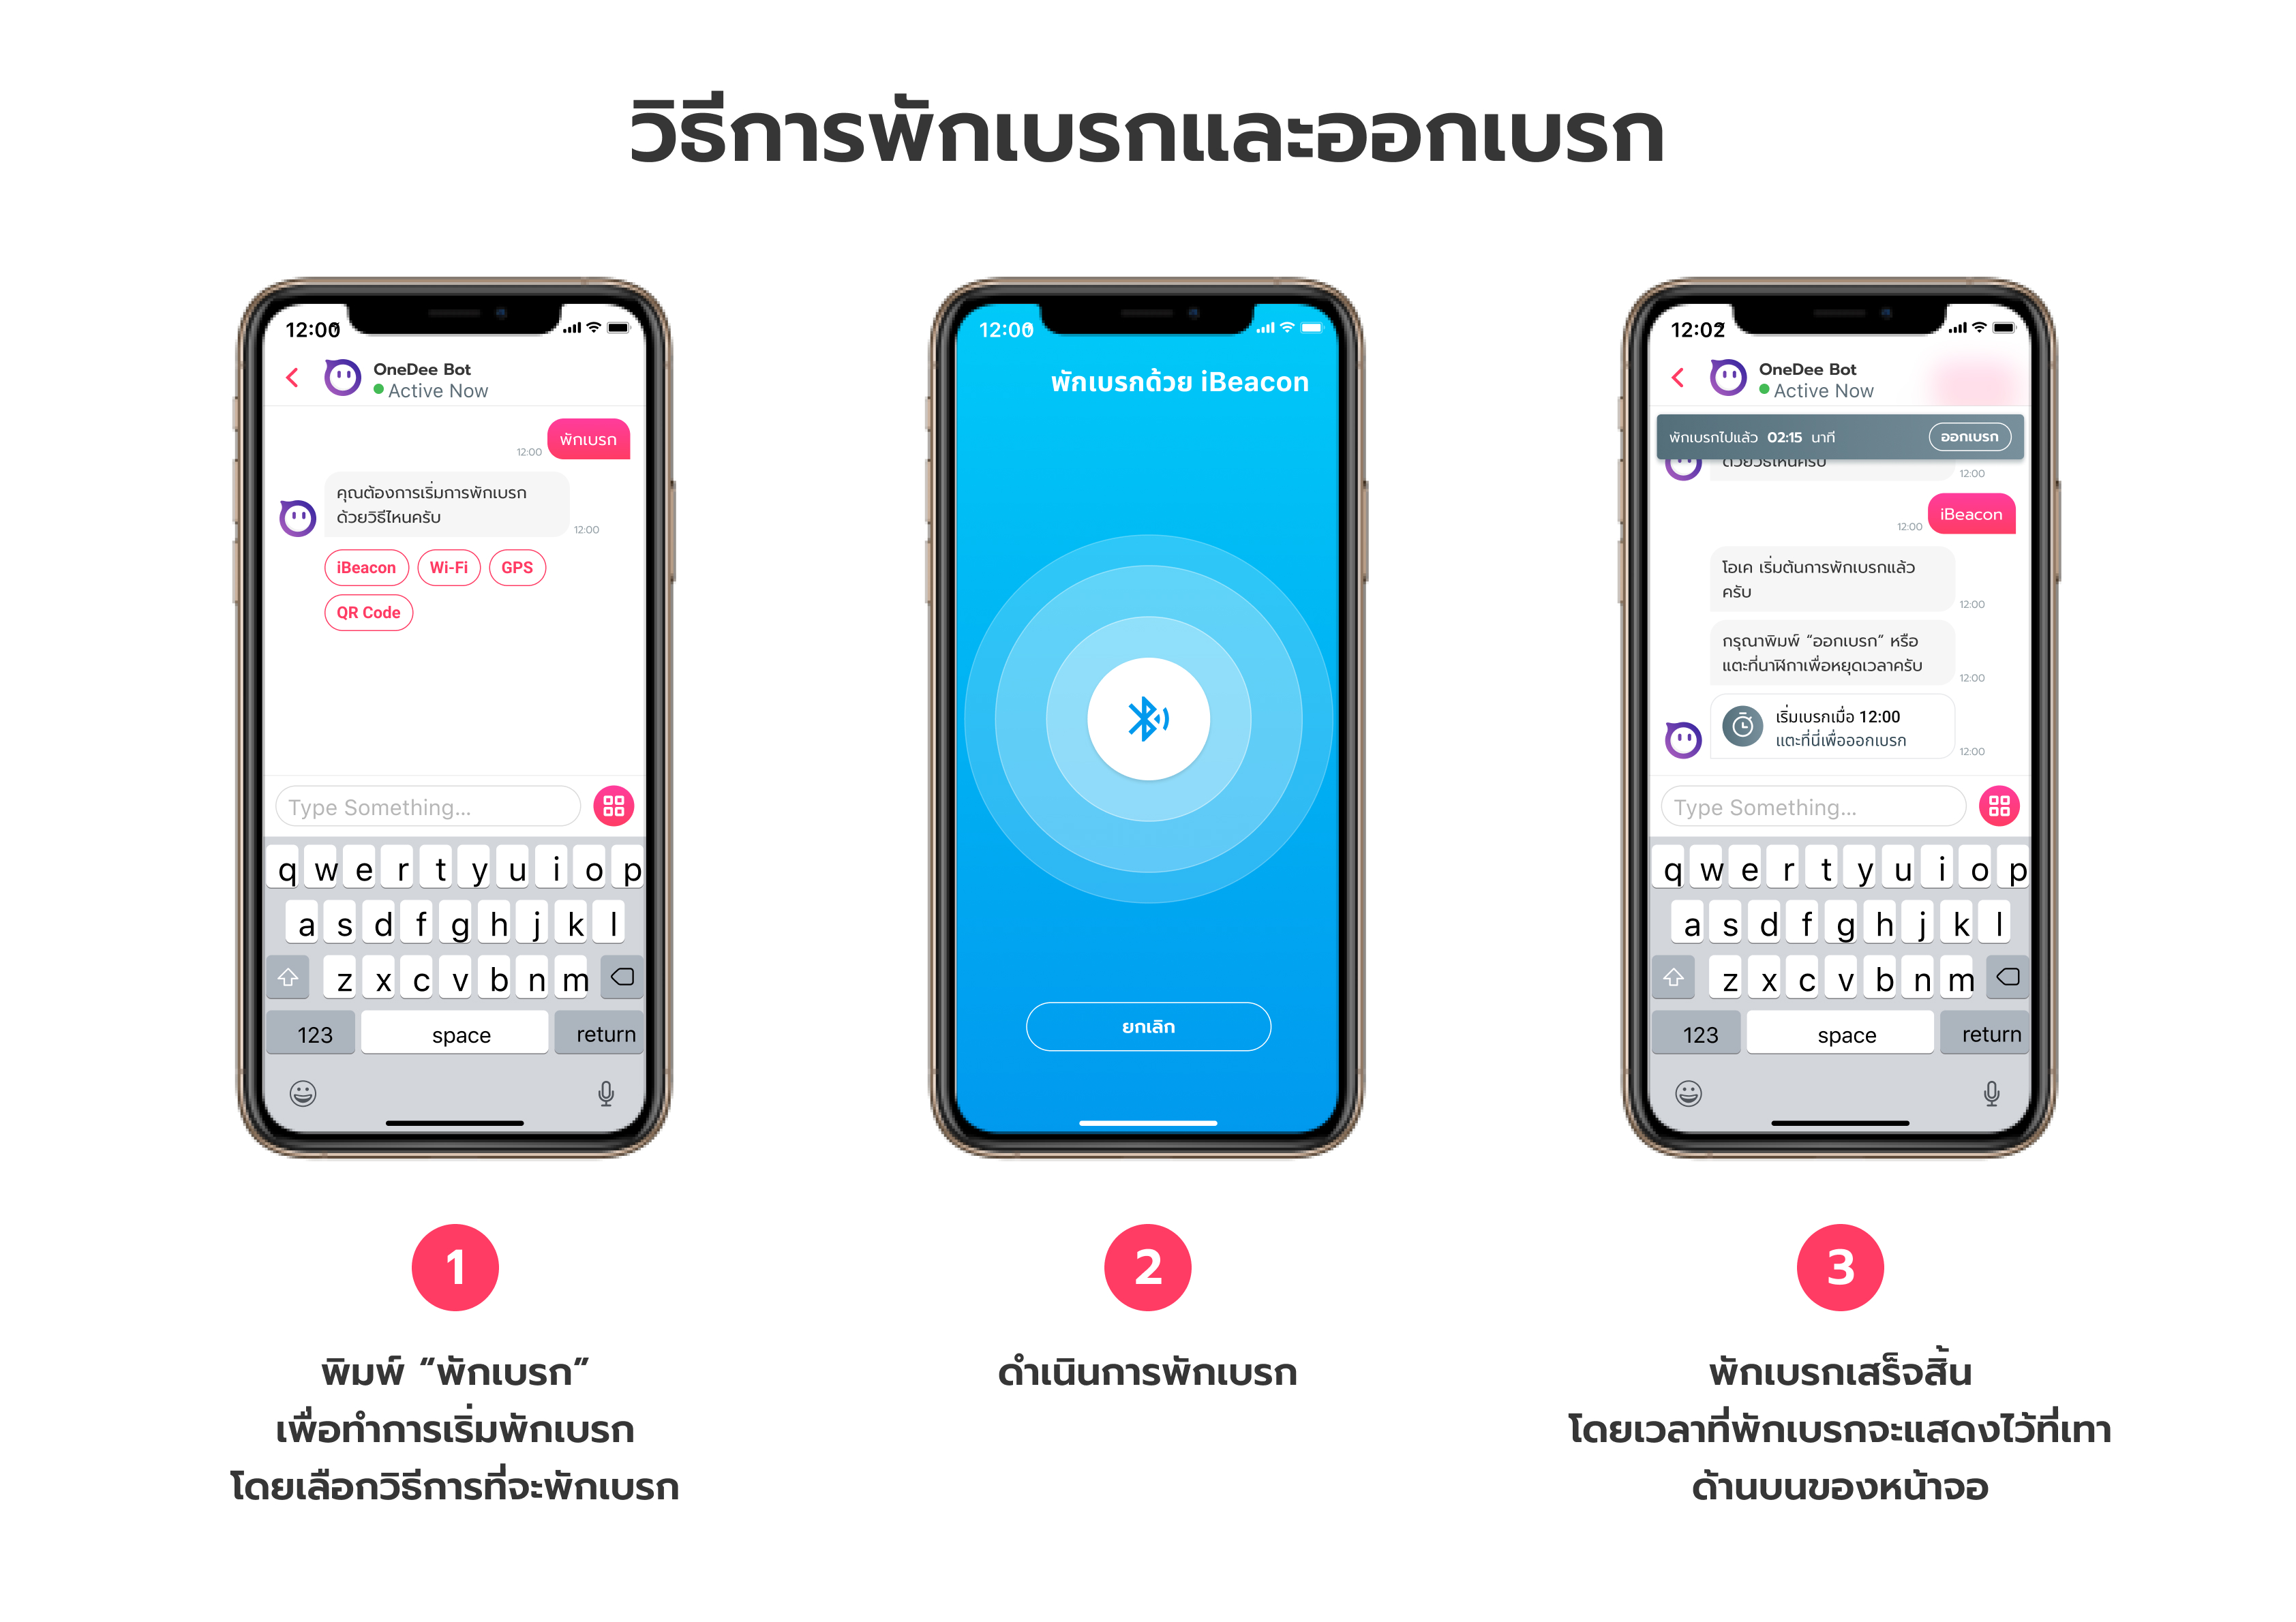 วิธีการพักเบรกและออกเบรก
12:00
OneDee Bot
Active Now
พักเบรก
12:00
คุณต้องการเริ่มการพักเบรก
ด้วยวิธีไหนครับ
12:00
iBeacon Wi-Fi GPS
QR Code
Type Something...
q w e r t y u i o p
a s d f g h j k l
z x c v b n m
123 space return
1
พิมพ์ “พักเบรก”
เพื่อทำการเริ่มพักเบรก
โดยเลือกวิธีการที่จะพักเบรก
12:00
พักเบรกด้วย iBeacon
ยกเลิก
2
ดำเนินการพักเบรก
12:02
OneDee Bot
Active Now
พักเบรกไปแล้ว 02:15 นาที ออกเบรก
ด้วยวิธีไหนครับ
12:00
iBeacon
12:00
โอเค เริ่มต้นการพักเบรกแล้ว
ครับ
12:00
กรุณาพิมพ์ “ออกเบรก” หรือ
แตะที่นาฬิกาเพื่อหยุดเวลาครับ
12:00
เริ่มเบรกเมื่อ 12:00
แตะที่นี่เพื่อออกเบรก
12:00
Type Something...
q w e r t y u i o p
a s d f g h j k l
z x c v b n m
123 space return
3
พักเบรกเสร็จสิ้น
โดยเวลาที่พักเบรกจะแสดงไว้ที่เทา
ด้านบนของหน้าจอ